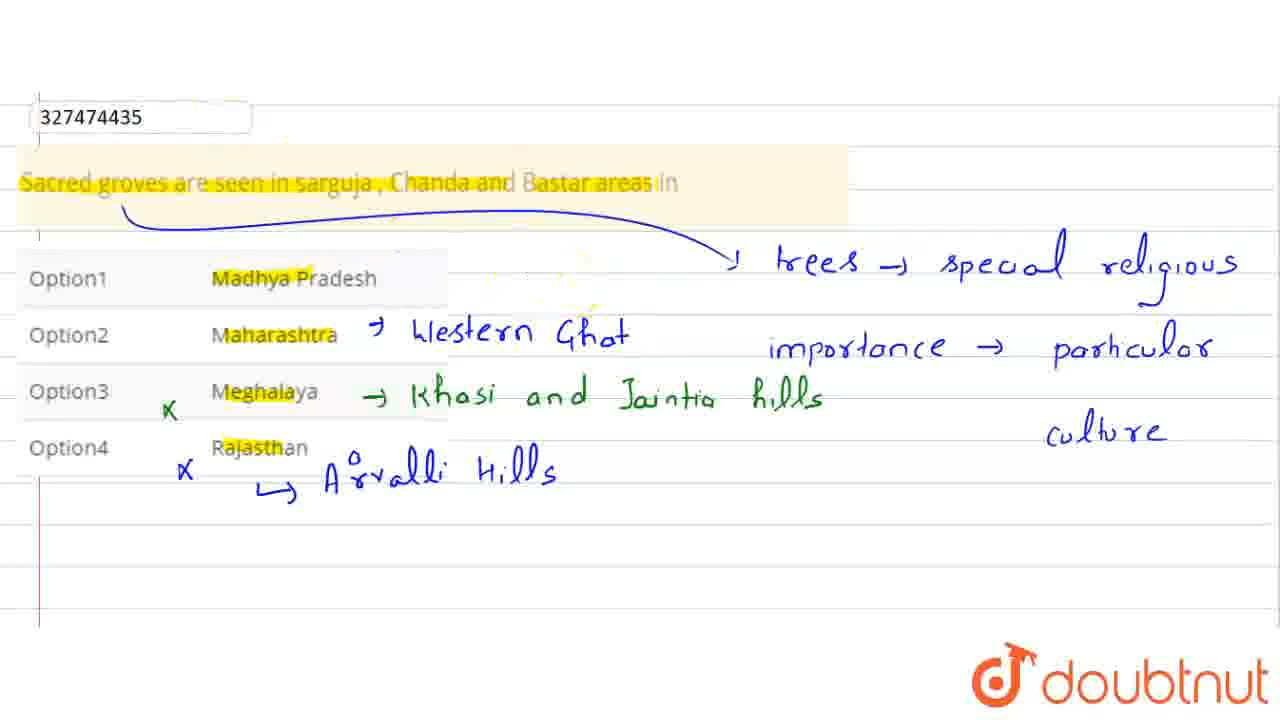 327474435
Sacred groves are seen in sarguja , Chanda and Bastar areas in
trees → special religious
Option1 Madhya Pradesh
Option2 Maharashtra → Western Ghat
importance → particular
Option3 Meghalaya → Khasi and Jaintia hills
x
culture
Option4 Rajasthan
x
↳ Arvalli Hills
doubtnut